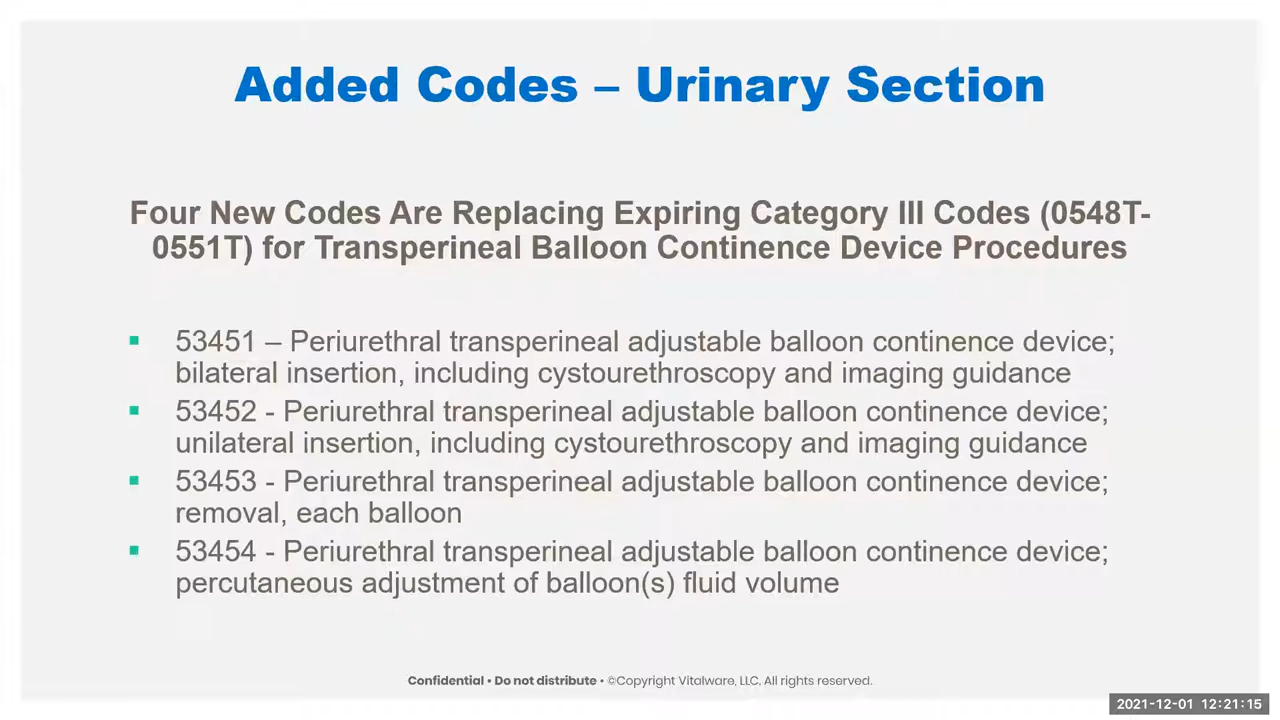 Added Codes – Urinary Section
Four New Codes Are Replacing Expiring Category III Codes (0548T-
0551T) for Transperineal Balloon Continence Device Procedures
▪ 53451 – Periurethral transperineal adjustable balloon continence device;
bilateral insertion, including cystourethroscopy and imaging guidance
▪ 53452 - Periurethral transperineal adjustable balloon continence device;
unilateral insertion, including cystourethroscopy and imaging guidance
▪ 53453 - Periurethral transperineal adjustable balloon continence device;
removal, each balloon
▪ 53454 - Periurethral transperineal adjustable balloon continence device;
percutaneous adjustment of balloon(s) fluid volume
Confidential • Do not distribute • ©Copyright Vitalware, LLC. All rights reserved.
2021-12-01 12:21:15